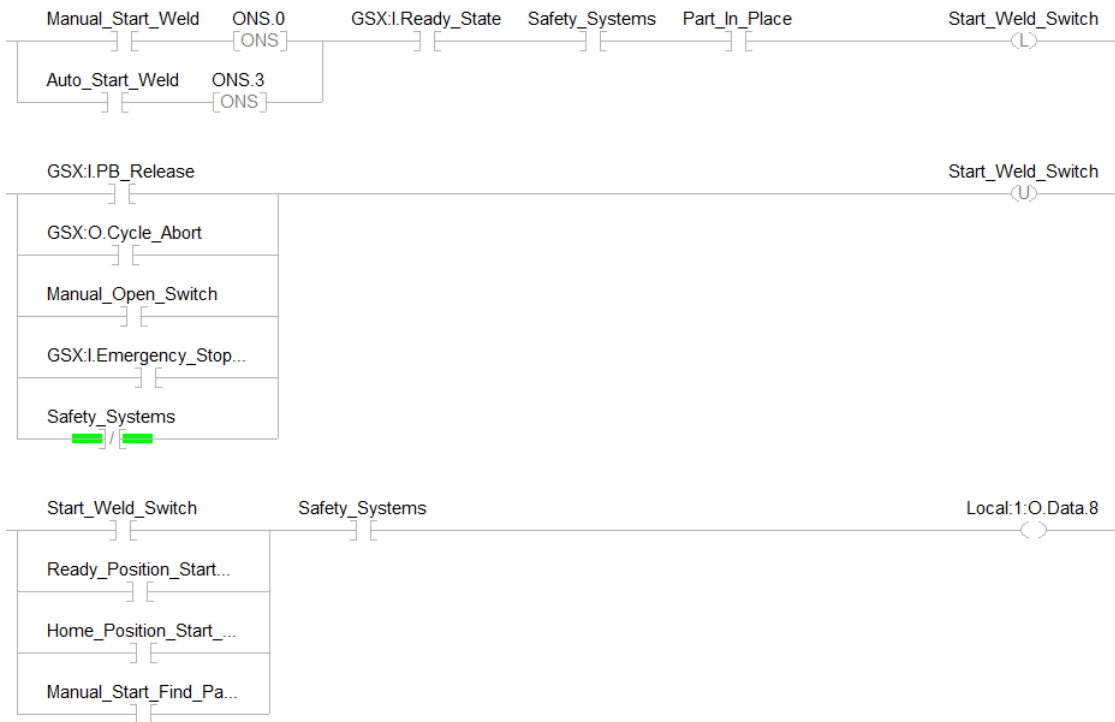 Manual_Start_Weld ONS.0 GSX:I.Ready_State Safety_Systems Part_In_Place Start_Weld_Switch
ONS L
Auto_Start_Weld ONS.3
ONS
GSX:I.PB_Release Start_Weld_Switch
U
GSX:O.Cycle_Abort
Manual_Open_Switch
GSX:I.Emergency_Stop...
Safety_Systems
/
Start_Weld_Switch Safety_Systems Local:1:O.Data.8
Ready_Position_Start...
Home_Position_Start_...
Manual_Start_Find_Pa...